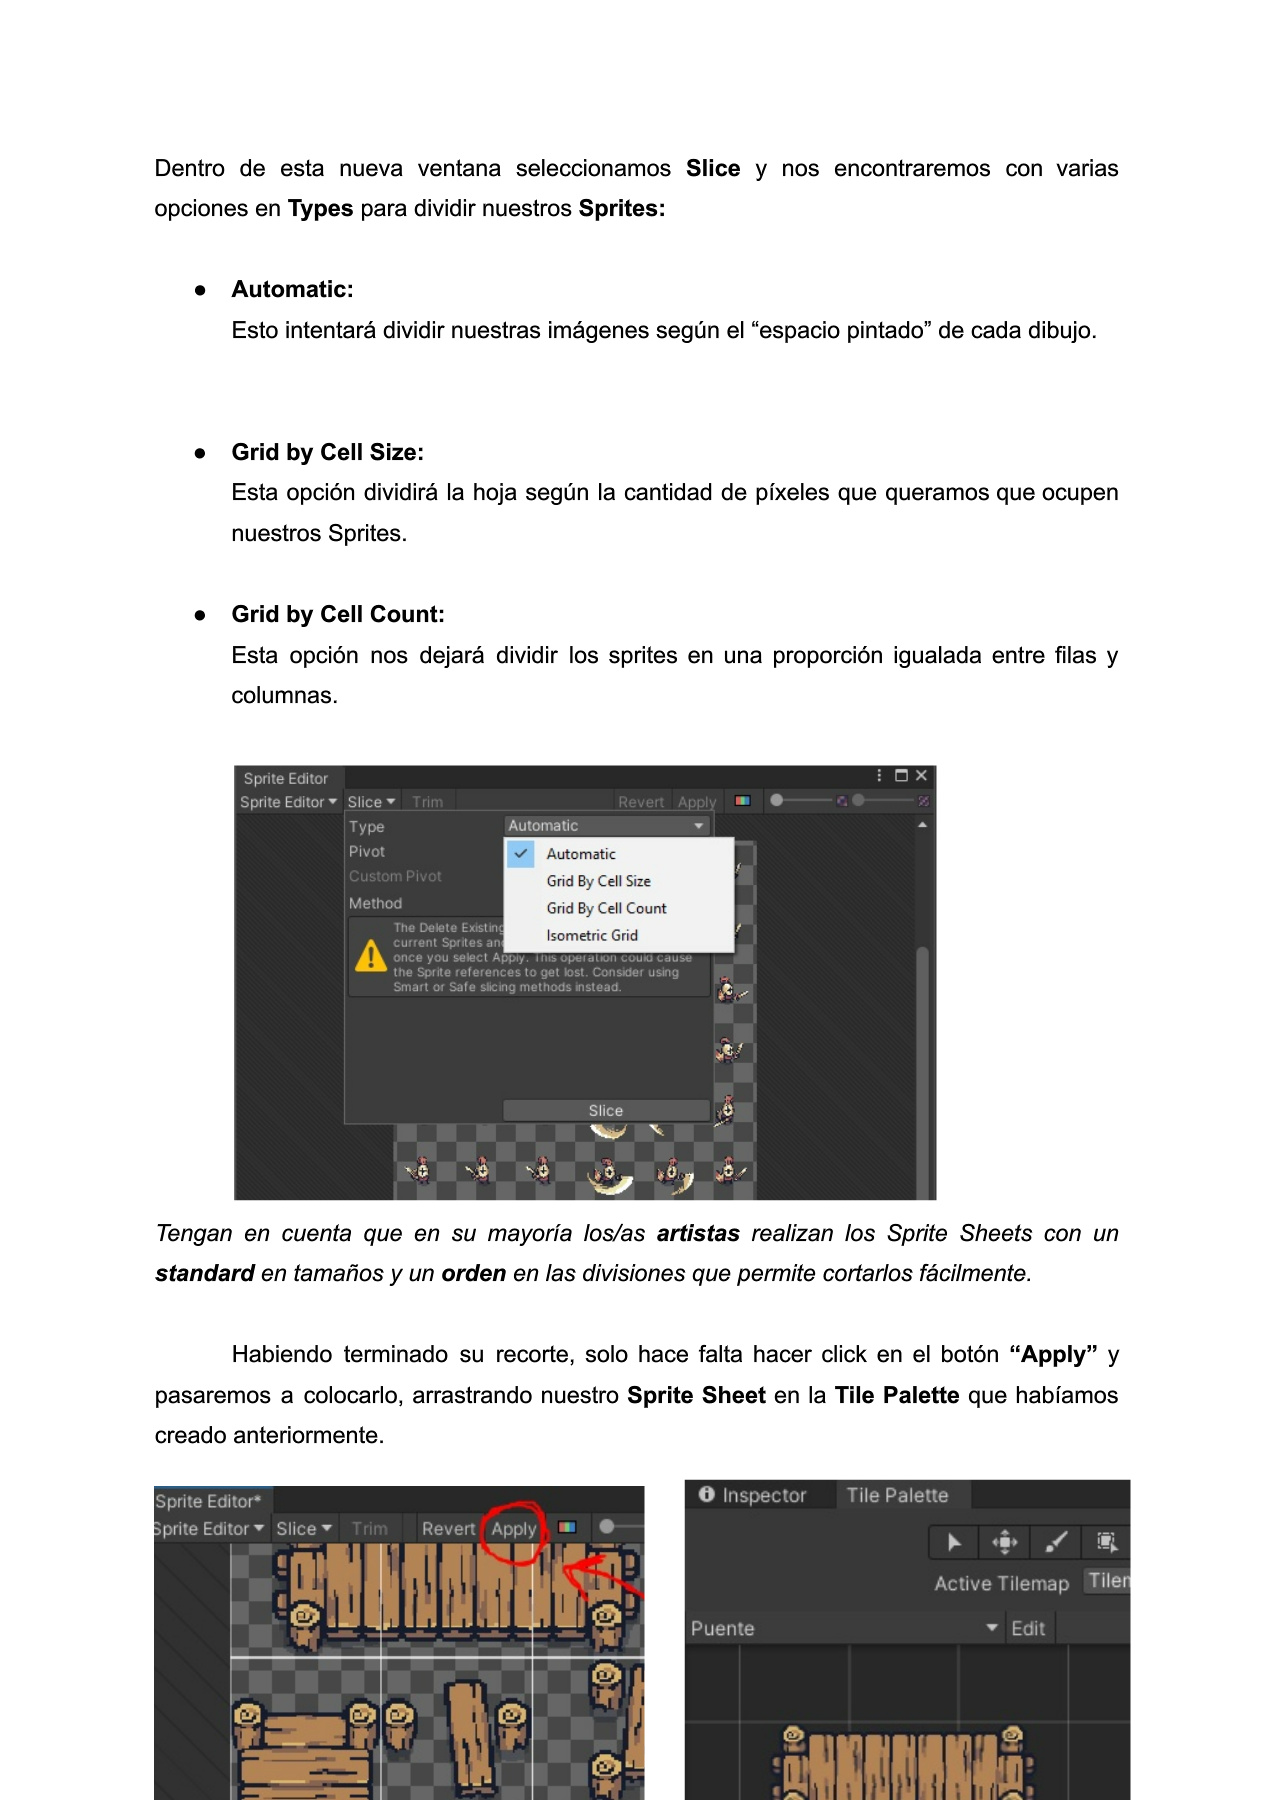 Dentro de esta nueva ventana seleccionamos Slice y nos encontraremos con varias
opciones en Types para dividir nuestros Sprites:
● Automatic:
Esto intentará dividir nuestras imágenes según el “espacio pintado” de cada dibujo.
● Grid by Cell Size:
Esta opción dividirá la hoja según la cantidad de píxeles que queramos que ocupen
nuestros Sprites.
● Grid by Cell Count:
Esta opción nos dejará dividir los sprites en una proporción igualada entre filas y
columnas.
Sprite Editor
Sprite Editor Slice Trim Revert Apply
Type Automatic
Pivot
Custom Pivot
Method
Automatic
Grid By Cell Size
Grid By Cell Count
Isometric Grid
The Delete Existing
current Sprites and
once you select Apply. This operation could cause
the Sprite references to get lost. Consider using
Smart or Safe slicing methods instead.
Slice
Tengan en cuenta que en su mayoría los/as artistas realizan los Sprite Sheets con un
standard en tamaños y un orden en las divisiones que permite cortarlos fácilmente.
Habiendo terminado su recorte, solo hace falta hacer click en el botón “Apply” y
pasaremos a colocarlo, arrastrando nuestro Sprite Sheet en la Tile Palette que habíamos
creado anteriormente.
Sprite Editor*
Sprite Editor Slice Trim Revert Apply
Inspector Tile Palette
Active Tilemap Tilem
Puente Edit